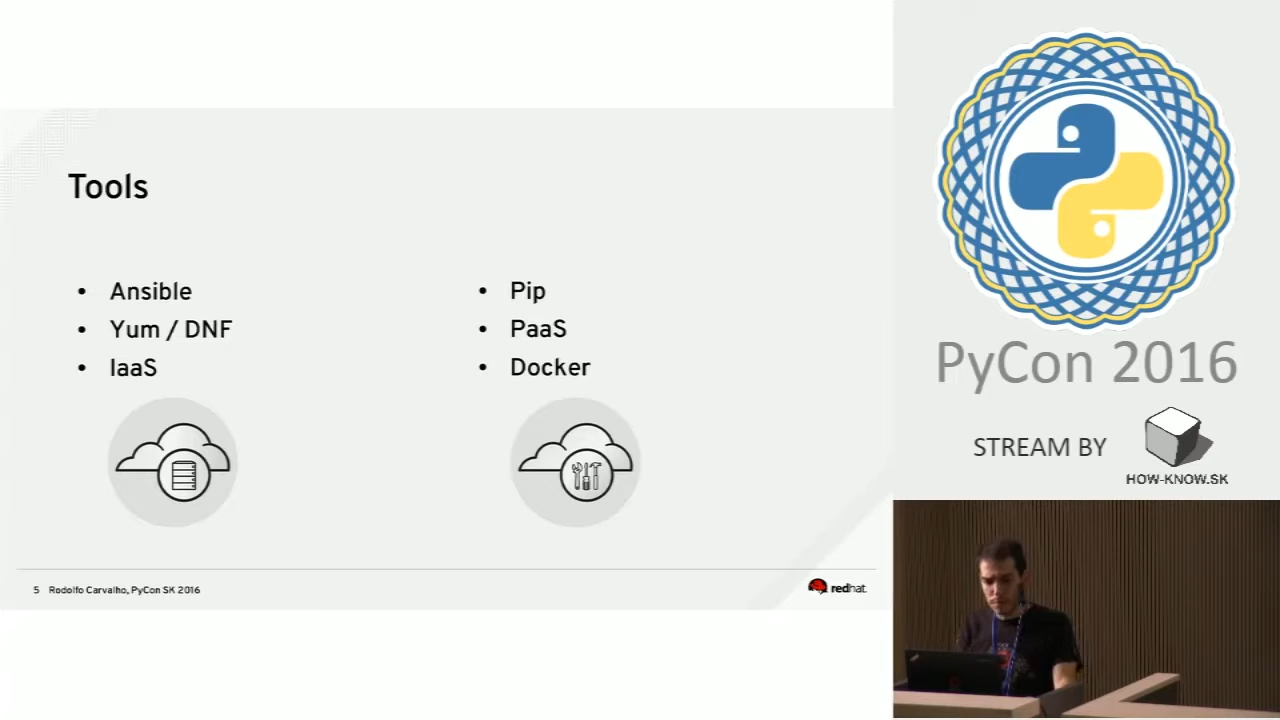 Tools
• Ansible
• Yum / DNF
• IaaS
• Pip
• PaaS
• Docker
5 Rodolfo Carvalho, PyCon SK 2016
redhat.
PyCon 2016
STREAM BY
HOW-KNOW.SK